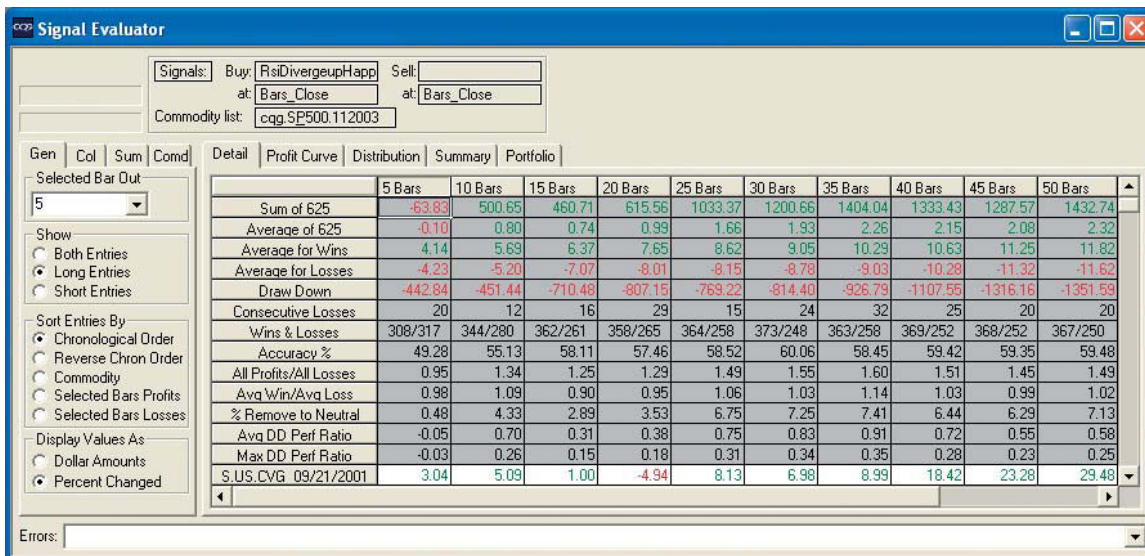 CQG Signal Evaluator
Signals: Buy: RsiDivergeupHapp Sell:
at: Bars_Close at: Bars_Close
Commodity list: cqg.SP500.112003
Gen Col Sum Comd Detail Profit Curve Distribution Summary Portfolio
Selected Bar Out
5
Show
Both Entries
Long Entries
Short Entries
Sort Entries By
Chronological Order
Reverse Chron Order
Commodity
Selected Bars Profits
Selected Bars Losses
Display Values As
Dollar Amounts
Percent Changed
5 Bars 10 Bars 15 Bars 20 Bars 25 Bars 30 Bars 35 Bars 40 Bars 45 Bars 50 Bars
Sum of 625 -63.83 500.65 460.71 615.56 1033.37 1200.66 1404.04 1333.43 1287.57 1432.74
Average of 625 -0.10 0.80 0.74 0.99 1.66 1.93 2.26 2.15 2.08 2.32
Average for Wins 4.14 5.69 6.37 7.65 8.62 9.05 10.29 10.63 11.25 11.82
Average for Losses -4.23 -5.20 -7.07 -8.01 -8.15 -8.78 -9.03 -10.28 -11.32 -11.62
Draw Down -442.84 -451.44 -710.48 -807.15 -769.22 -814.40 -926.79 -1107.55 -1316.16 -1351.59
Consecutive Losses 20 12 16 29 15 24 32 25 20 20
Wins & Losses 308/317 344/280 362/261 358/265 364/258 373/248 363/258 369/252 368/252 367/250
Accuracy % 49.28 55.13 58.11 57.46 58.52 60.06 58.45 59.42 59.35 59.48
All Profits/All Losses 0.95 1.34 1.25 1.29 1.49 1.55 1.60 1.51 1.45 1.49
Avg Win/Avg Loss 0.98 1.09 0.90 0.95 1.06 1.03 1.14 1.03 0.99 1.02
% Remove to Neutral 0.48 4.33 2.89 3.53 6.75 7.25 7.41 6.44 6.29 7.13
Avg DD Perf Ratio -0.05 0.70 0.31 0.38 0.75 0.83 0.91 0.72 0.55 0.58
Max DD Perf Ratio -0.03 0.26 0.15 0.18 0.31 0.34 0.35 0.28 0.23 0.25
S.US.CVG 09/21/2001 3.04 5.09 1.00 -4.94 8.13 6.98 8.99 18.42 23.28 29.48
Errors: